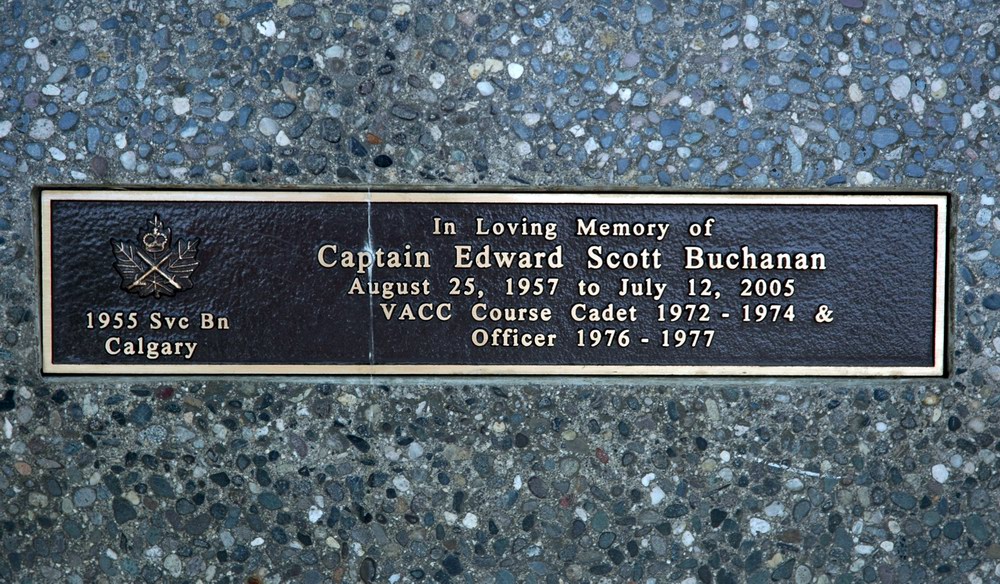 1955 Svc Bn
Calgary
In Loving Memory of
Captain Edward Scott Buchanan
August 25, 1957 to July 12, 2005
VACC Course Cadet 1972 - 1974 &
Officer 1976 - 1977